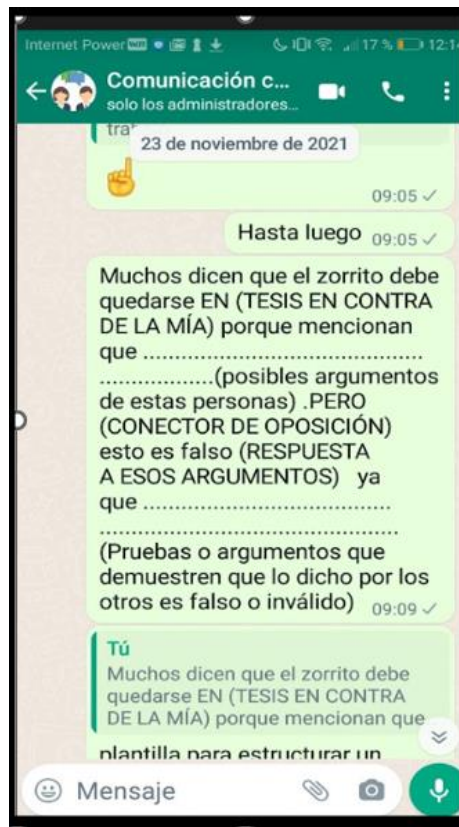 Internet Power
17 % 12:14
Comunicación c...
solo los administradores...
23 de noviembre de 2021
09:05
Hasta luego 09:05
Muchos dicen que el zorrito debe
quedarse EN (TESIS EN CONTRA
DE LA MÍA) porque mencionan
que ............................................
..................(posibles argumentos
de estas personas) .PERO
(CONECTOR DE OPOSICIÓN)
esto es falso (RESPUESTA
A ESOS ARGUMENTOS) ya
que .......................................
...............................................
(Pruebas o argumentos que
demuestren que lo dicho por los
otros es falso o inválido) 09:09
Tú
Muchos dicen que el zorrito debe
quedarse EN (TESIS EN CONTRA
DE LA MÍA) porque mencionan que
plantilla para estructurar un
Mensaje